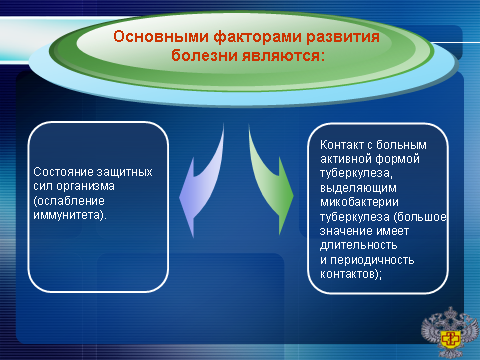 Основными факторами развития
болезни являются:
Состояние защитных
сил организма
(ослабление
иммунитета).
Контакт с больным
активной формой
туберкулеза,
выделяющим
микобактерии
туберкулеза (большое
значение имеет
длительность
и периодичность
контактов);